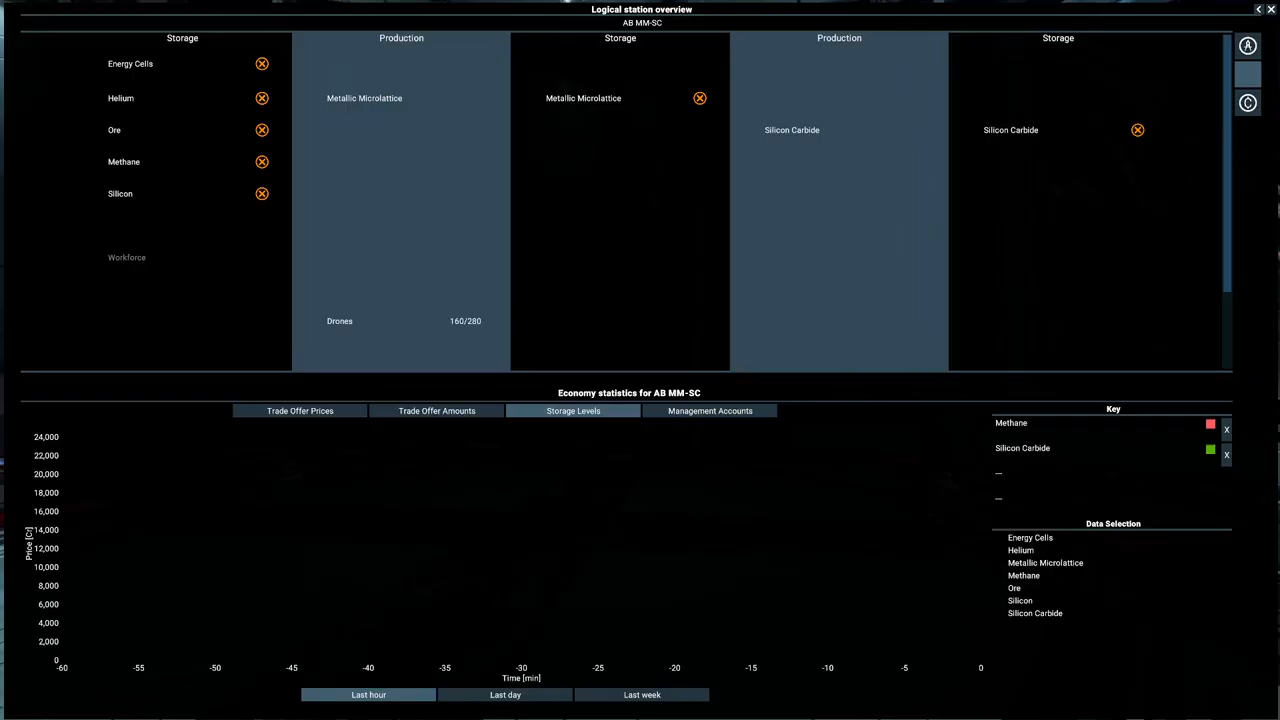 Logical station overview
AB MM-SC
Storage Production Storage Production Storage
Energy Cells
Helium Metallic Microlattice Metallic Microlattice
Ore Silicon Carbide Silicon Carbide
Methane
Silicon
Workforce
Drones 160/280
A
C
Economy statistics for AB MM-SC
Trade Offer Prices Trade Offer Amounts Storage Levels Management Accounts
Key
Methane X
Silicon Carbide X
---
---
Data Selection
Energy Cells
Helium
Metallic Microlattice
Methane
Ore
Silicon
Silicon Carbide
Price [Cr]
24,000
22,000
20,000
18,000
16,000
14,000
12,000
10,000
8,000
6,000
4,000
2,000
0
-60 -55 -50 -45 -40 -35 -30 -25 -20 -15 -10 -5 0
Time [min]
Last hour Last day Last week